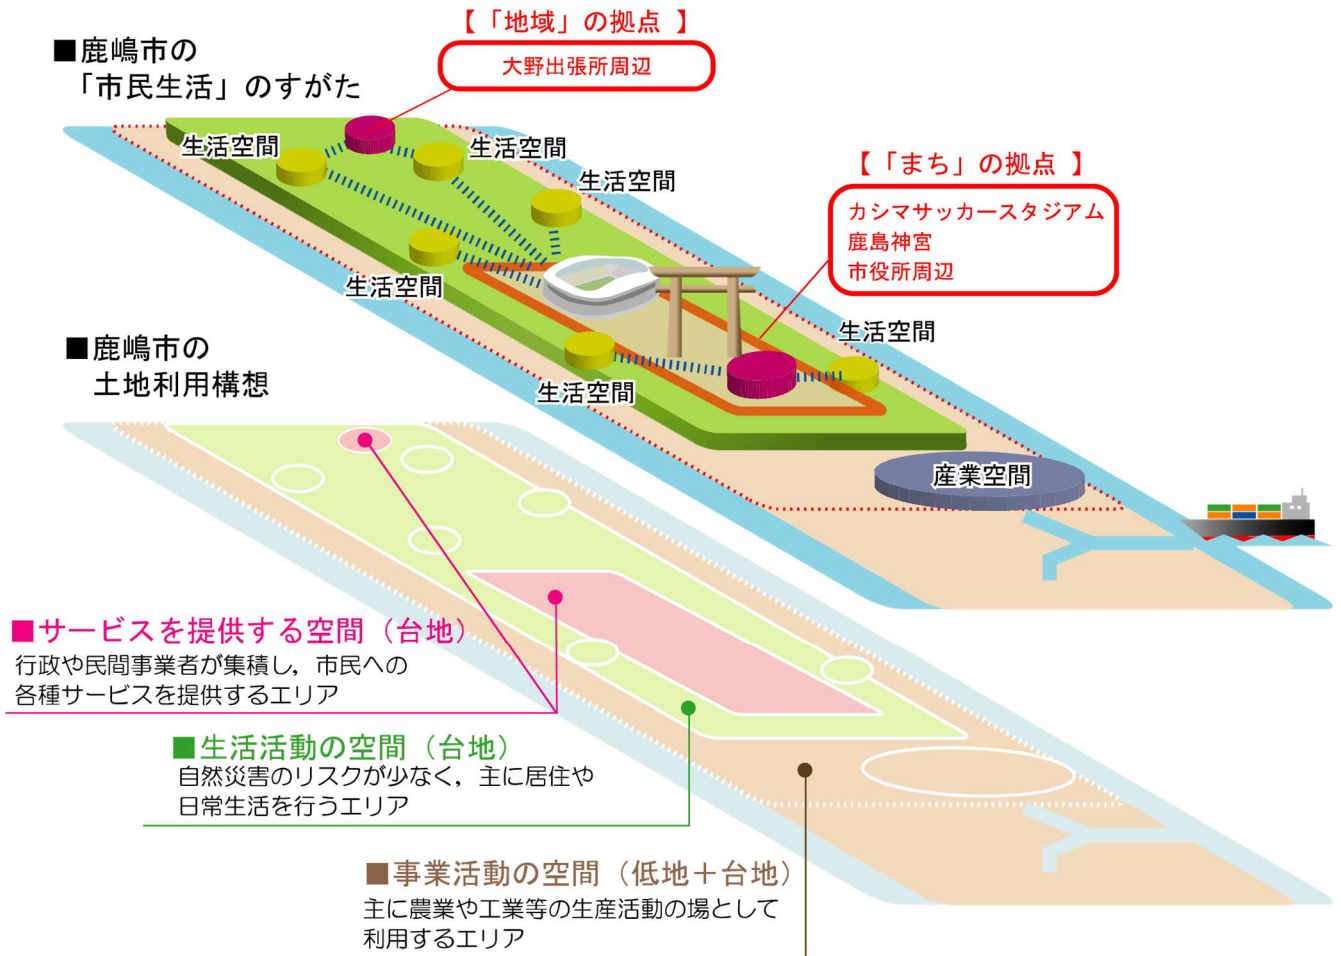 ■鹿嶋市の
「市民生活」のすがた
【「地域」の拠点 】
大野出張所周辺
生活空間
生活空間
生活空間
【「まち」の拠点 】
カシマサッカースタジアム
鹿島神宮
市役所周辺
生活空間
生活空間
生活空間
産業空間
■鹿嶋市の
土地利用構想
■サービスを提供する空間（台地）
行政や民間事業者が集積し，市民への
各種サービスを提供するエリア
■生活活動の空間（台地）
自然災害のリスクが少なく，主に居住や
日常生活を行うエリア
■事業活動の空間（低地＋台地）
主に農業や工業等の生産活動の場として
利用するエリア